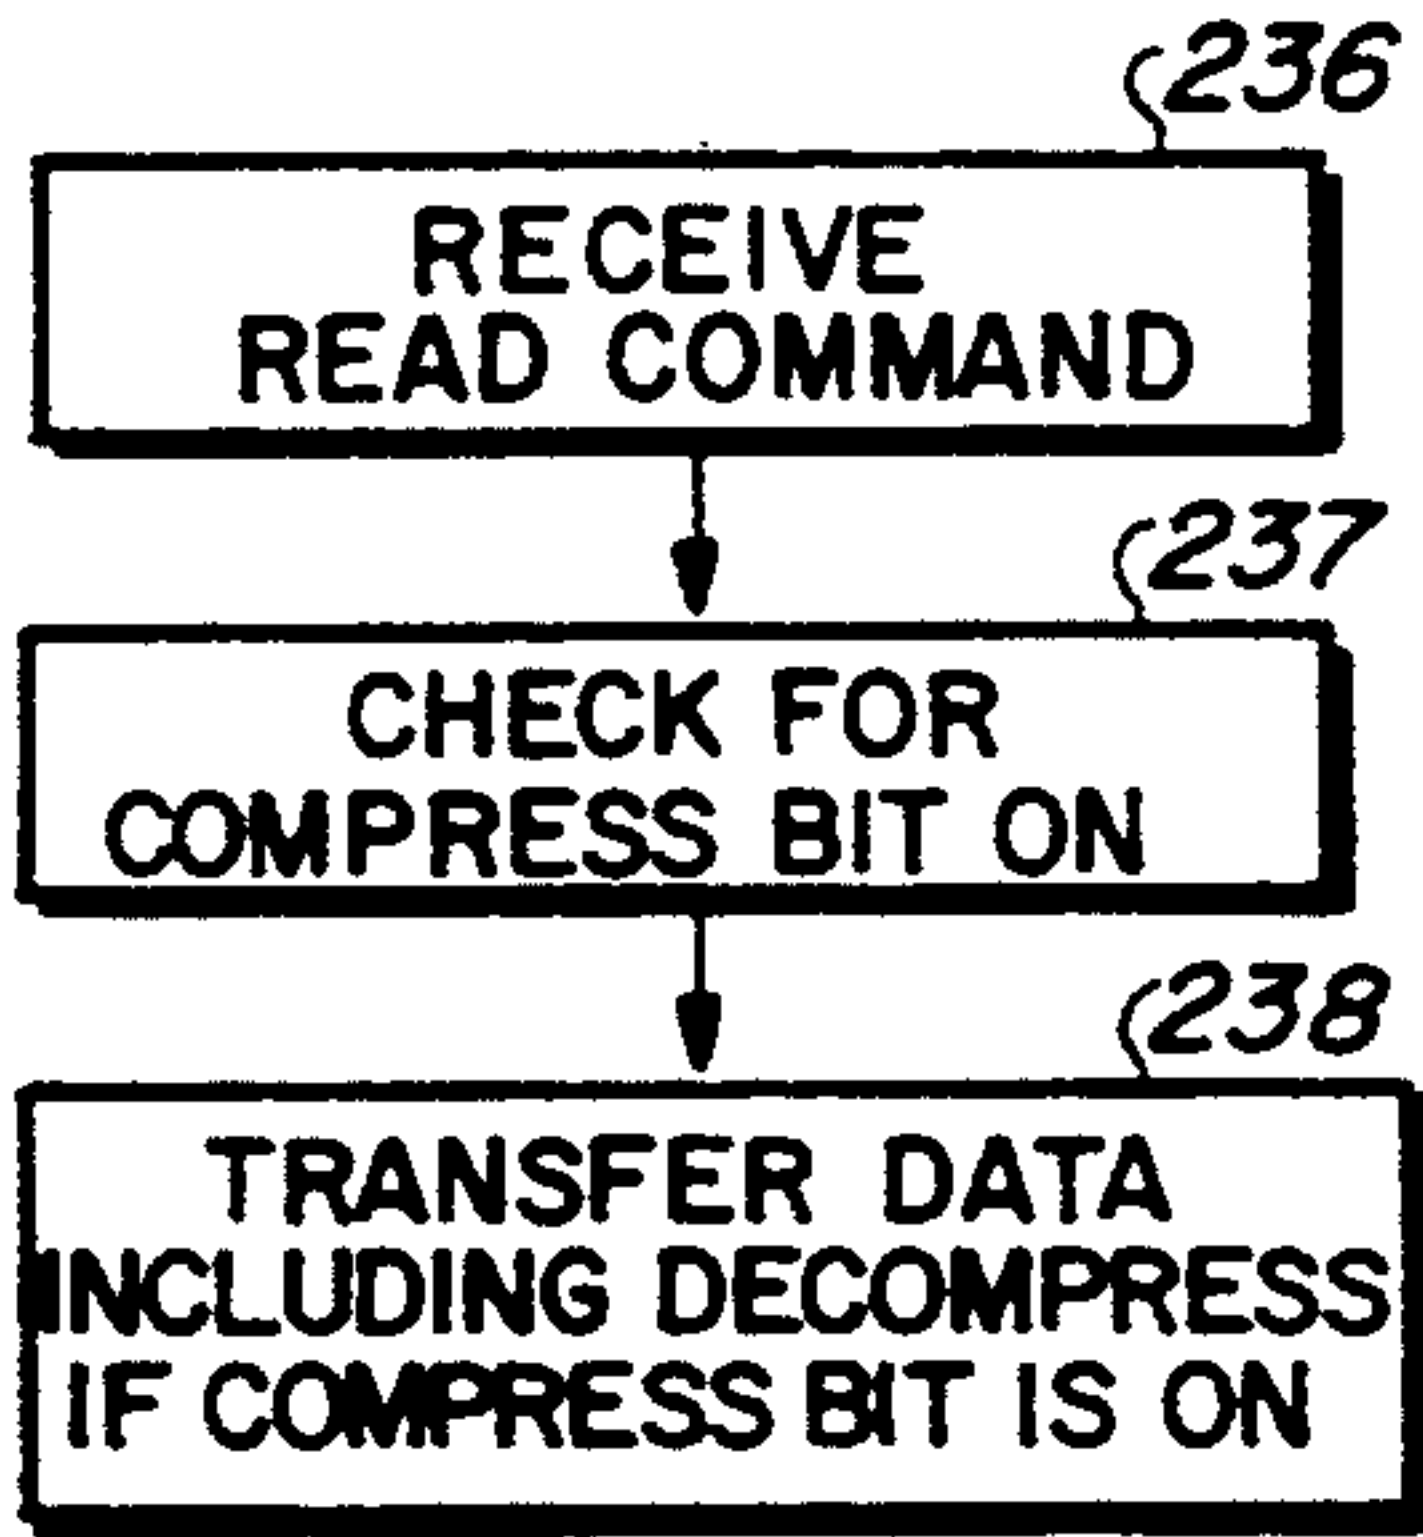 236
RECEIVE
READ COMMAND
237
CHECK FOR
COMPRESS BIT ON
238
TRANSFER DATA
INCLUDING DECOMPRESS
IF COMPRESS BIT IS ON